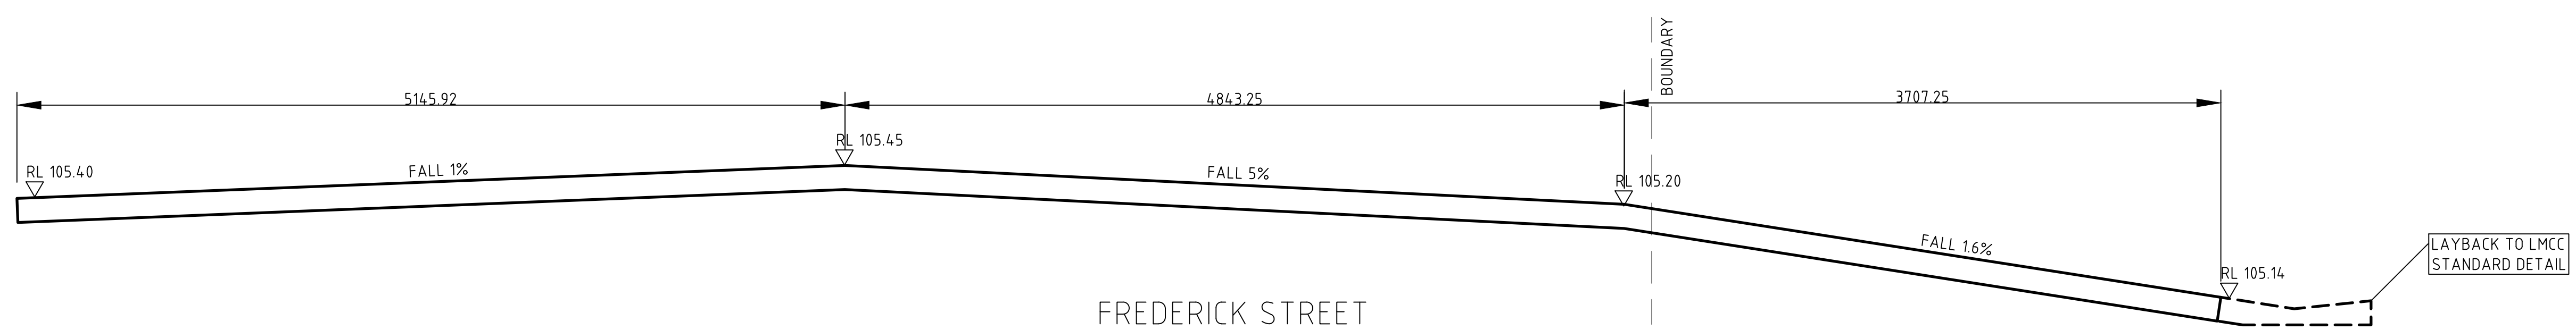 BOUNDARY
5145.92
4843.25
3707.25
RL 105.45
RL 105.40
FALL 1%
FALL 5%
RL 105.20
FALL 1.6%
LAYBACK TO LMCC
STANDARD DETAIL
RL 105.14
FREDERICK STREET